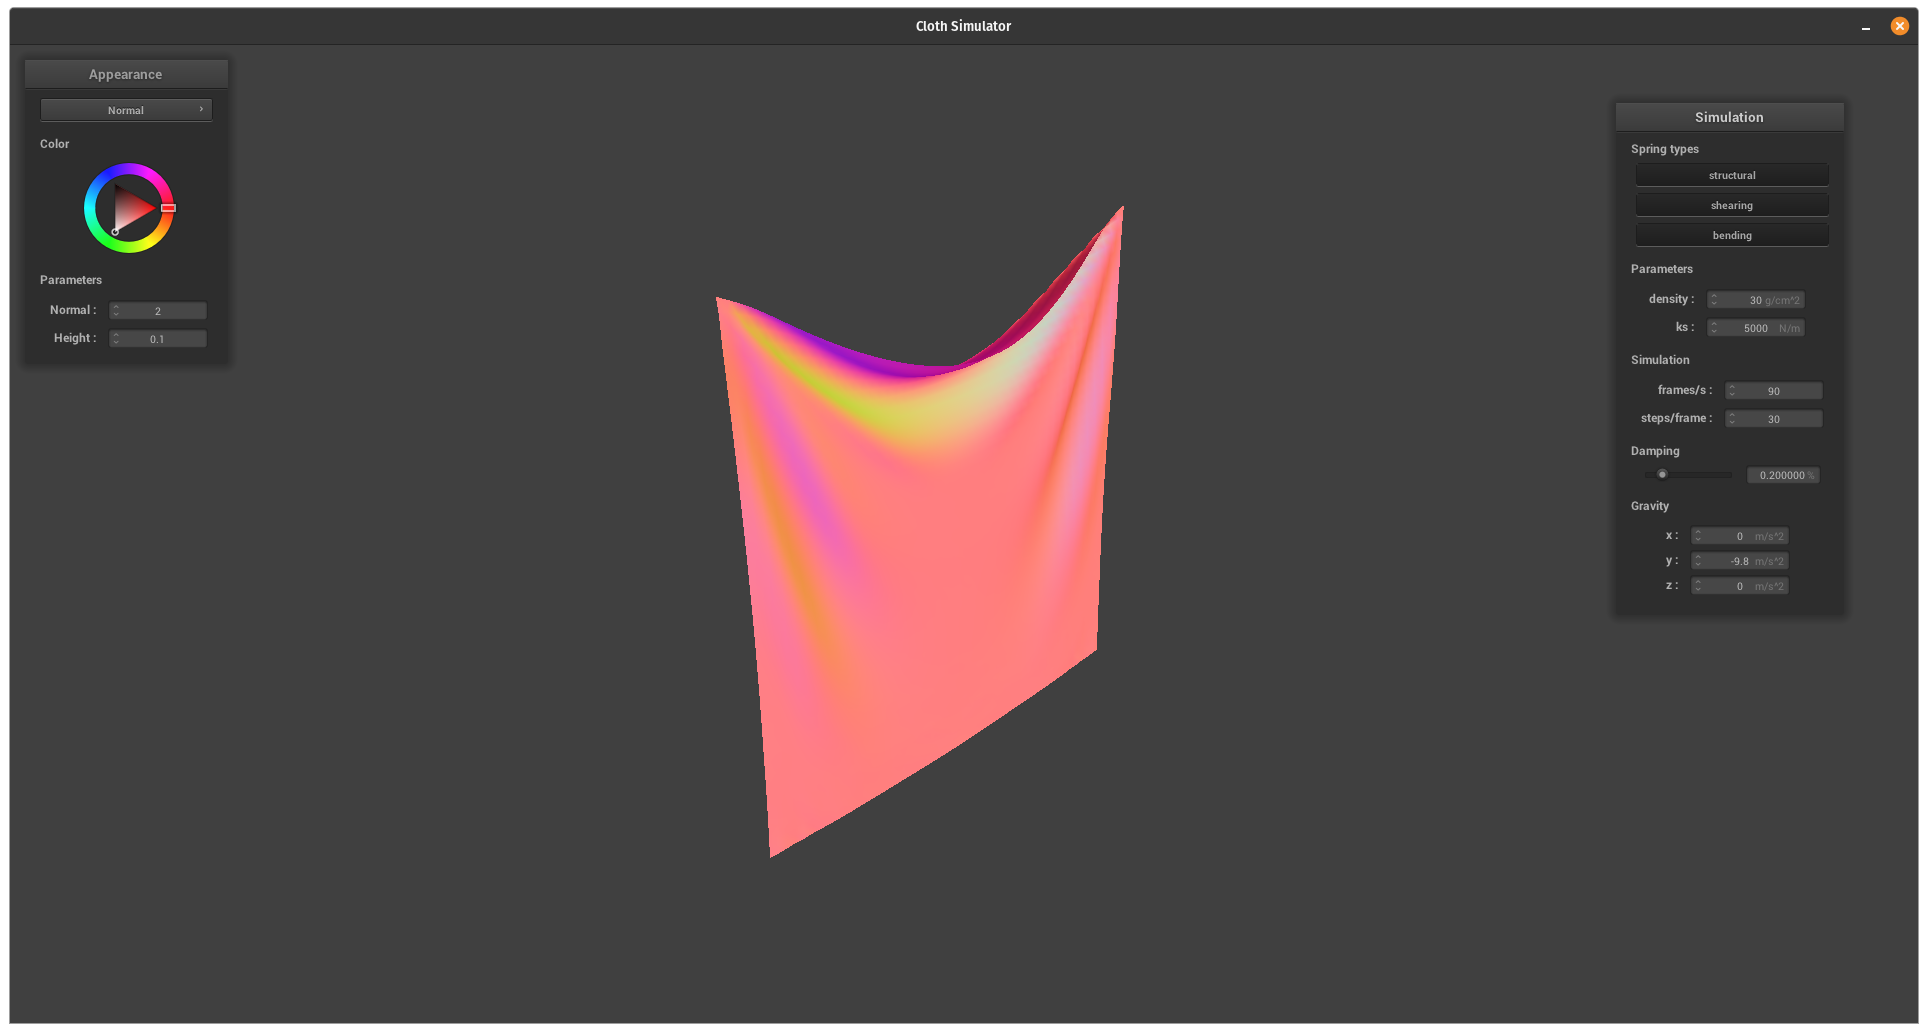 Cloth Simulator
Appearance
Normal
Color
Parameters
Normal : 2
Height : 0.1
Simulation
Spring types
structural
shearing
bending
Parameters
density : 30 g/cm^2
ks : 5000 N/m
Simulation
frames/s : 90
steps/frame : 30
Damping
0.200000 %
Gravity
x : 0 m/s^2
y : -9.8 m/s^2
z : 0 m/s^2